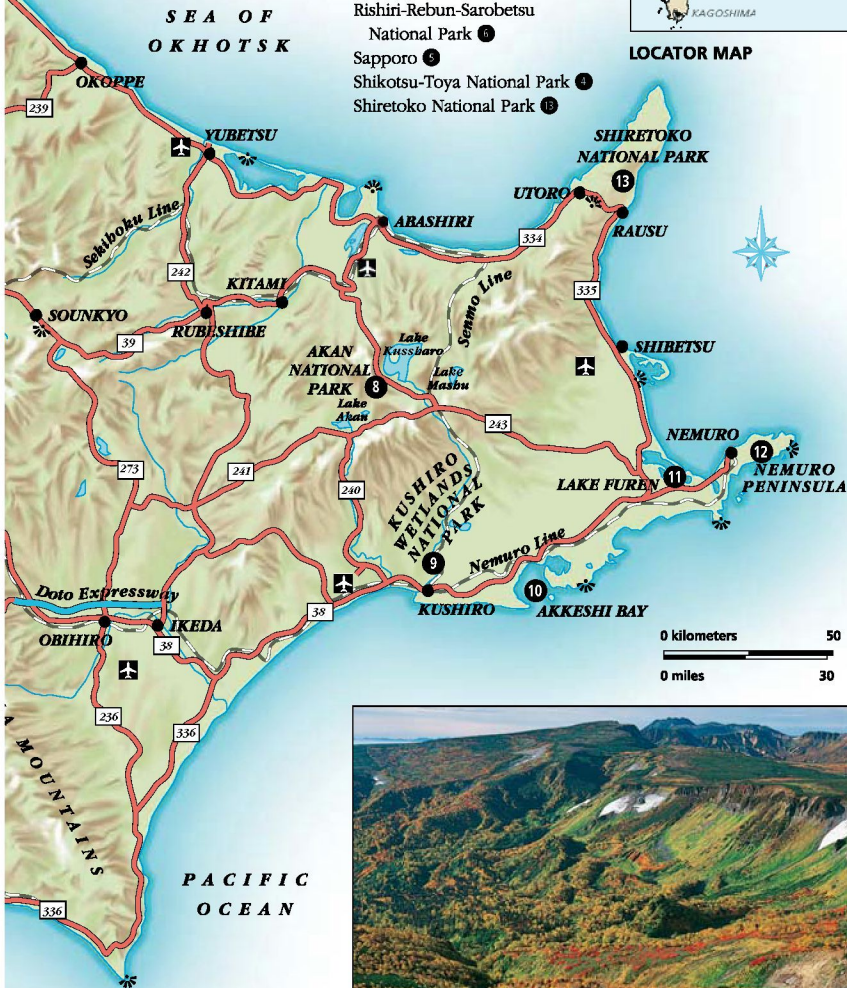 SEA OF
OKHOTSK
Rishiri-Rebun-Sarobetsu
National Park 6
Sapporo 5
Shikotsu-Toya National Park 4
Shiretoko National Park 13
KAGOSHIMA
LOCATOR MAP
OKOPPE
239
YUBETSU
SHIRETOKO
NATIONAL PARK
13
UTORO
RAUSU
ABASHIRI
334
Sekihoku Line
242
KITAMI
Senmo Line
335
SOUNKYO
RUBESHIBE
39
Lake
Kussharo
SHIBETSU
AKAN
NATIONAL
PARK
8
Lake
Mashu
Lake
Akan
243
NEMURO
12
NEMURO
PENINSULA
273
241
240
LAKE FUREN
11
KUSHIRO
WETLANDS
NATIONAL
PARK
9
Nemuro Line
Doto Expressway
KUSHIRO
10
AKKESHI BAY
38
OBIHIRO
IKEDA
38
0 kilometers 50
0 miles 30
236
336
A MOUNTAINS
PACIFIC
OCEAN
336